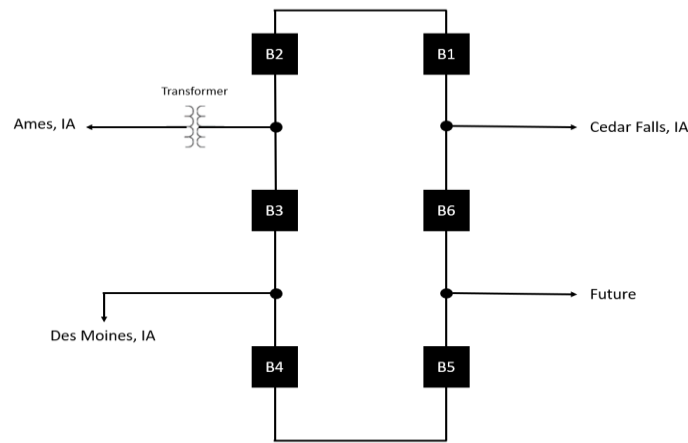 B2
B1
Transformer
Ames, IA
Cedar Falls, IA
B3
B6
Future
Des Moines, IA
B4
B5